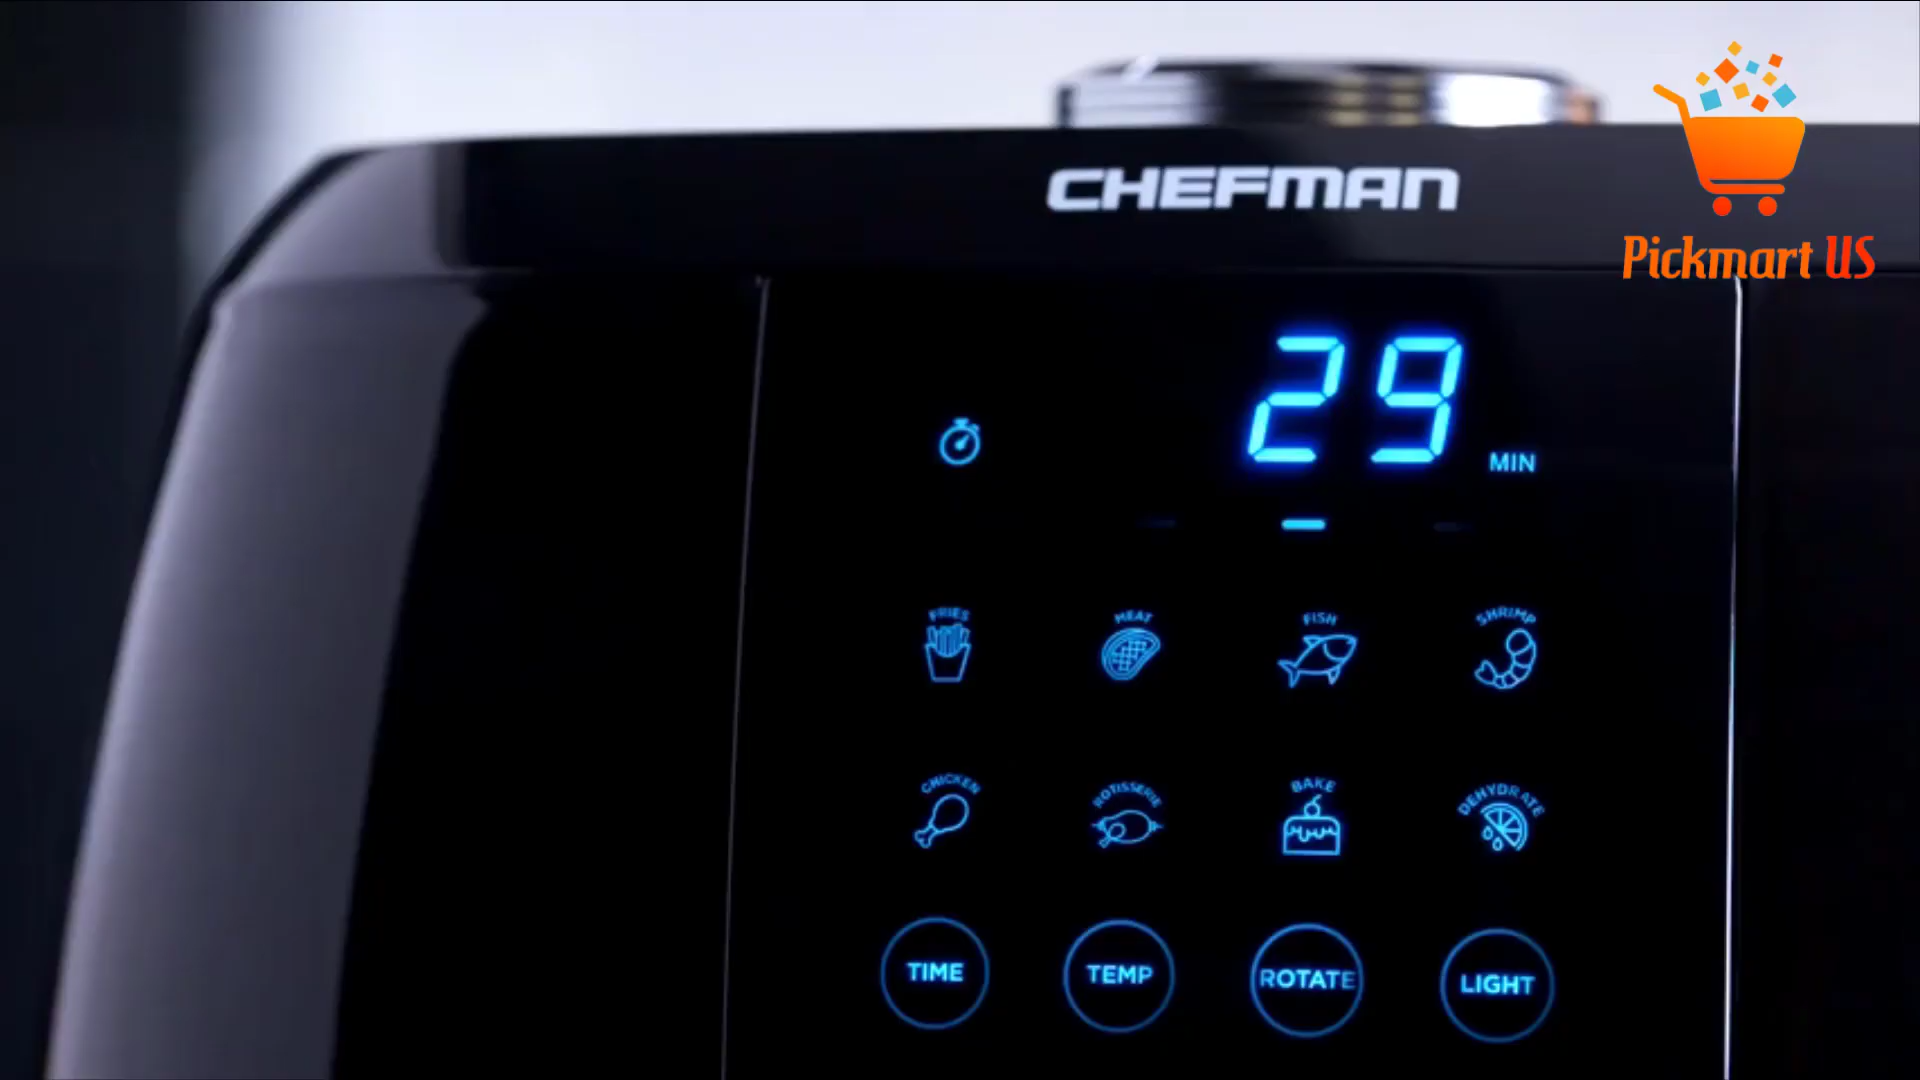 CHEFMAN
Pickmart US
29
MIN
FRIES
MEAT
FISH
SHRIMP
CHICKEN
ROTISSERIE
BAKE
DEHYDRATE
TIME
TEMP
ROTATE
LIGHT